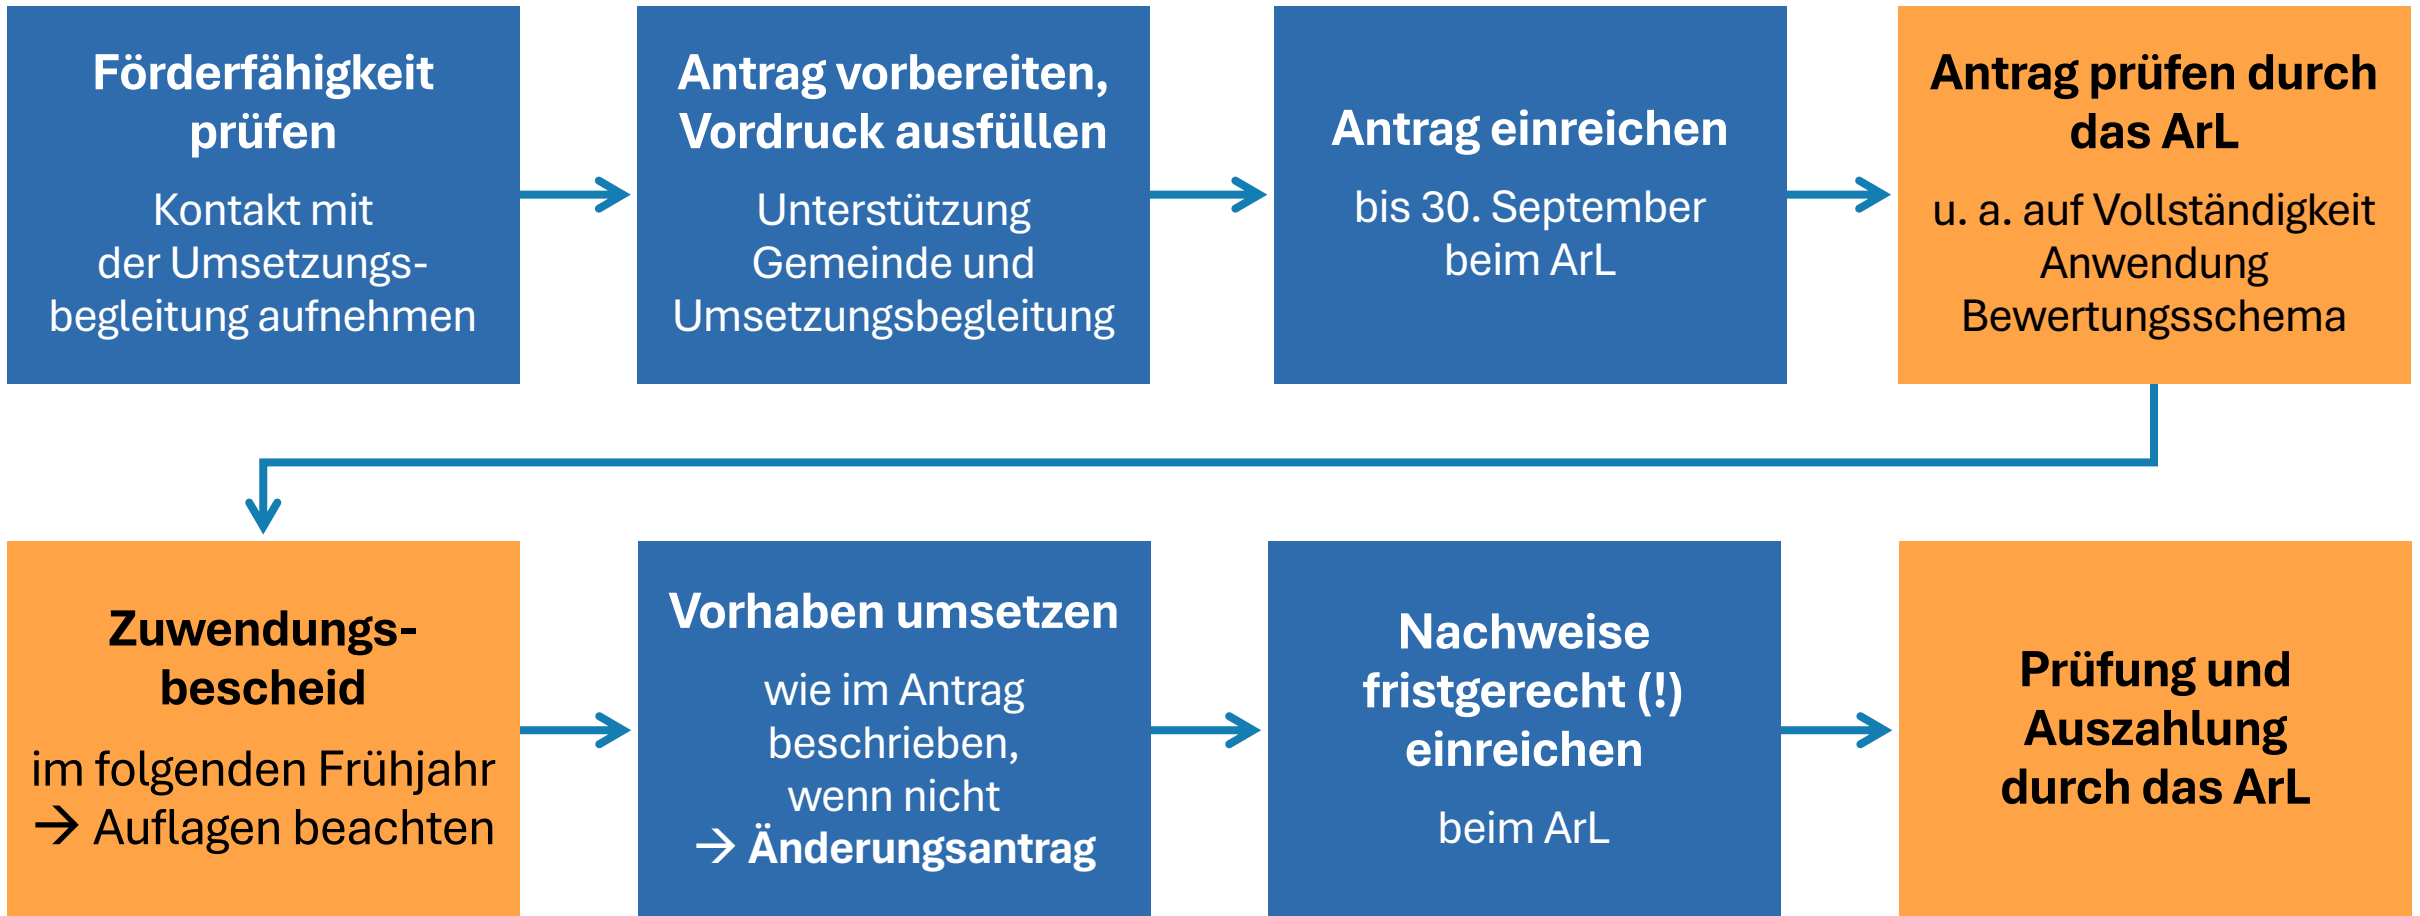 Förderfähigkeit
prüfen
Kontakt mit
der Umsetzungs-
begleitung aufnehmen
Antrag vorbereiten,
Vordruck ausfüllen
Unterstützung
Gemeinde und
Umsetzungsbegleitung
Antrag einreichen
bis 30. September
beim ArL
Antrag prüfen durch
das ArL
u. a. auf Vollständigkeit
Anwendung
Bewertungsschema
Zuwendungs-
bescheid
im folgenden Frühjahr
→ Auflagen beachten
Vorhaben umsetzen
wie im Antrag
beschrieben,
wenn nicht
→ Änderungsantrag
Nachweise
fristgerecht (!)
einreichen
beim ArL
Prüfung und
Auszahlung
durch das ArL